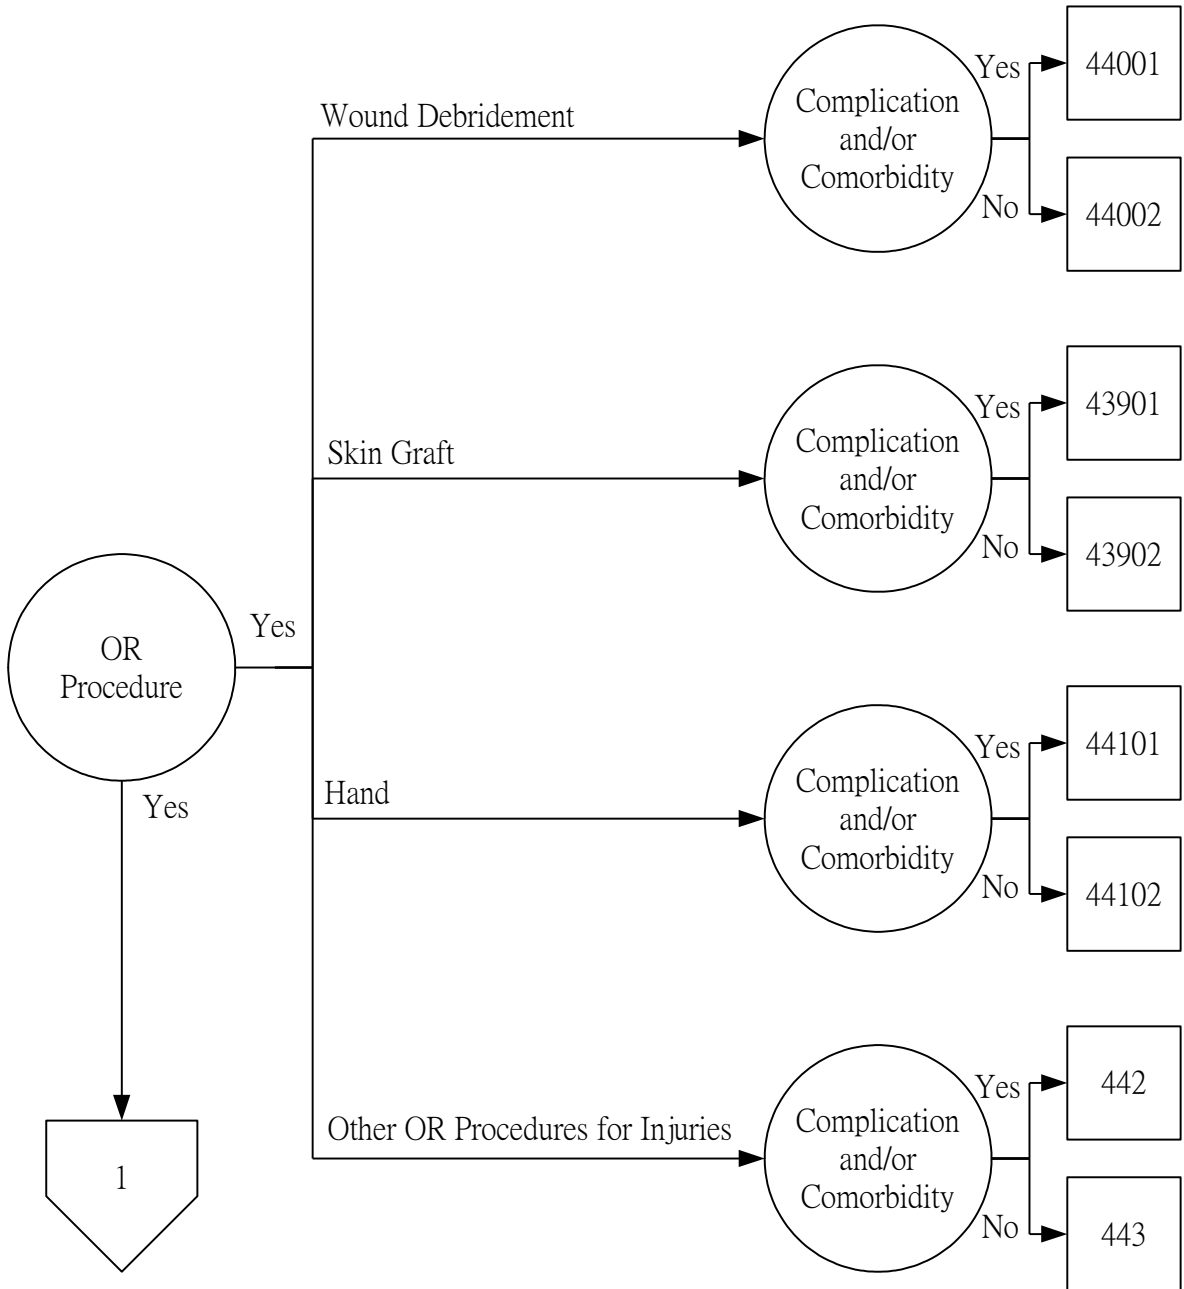 Wound Debridement
Complication
and/or
Comorbidity
Yes
44001
No
44002
Skin Graft
Complication
and/or
Comorbidity
Yes
43901
No
43902
OR
Procedure
Yes
Yes
Hand
Complication
and/or
Comorbidity
Yes
44101
No
44102
1
Other OR Procedures for Injuries
Complication
and/or
Comorbidity
Yes
442
No
443